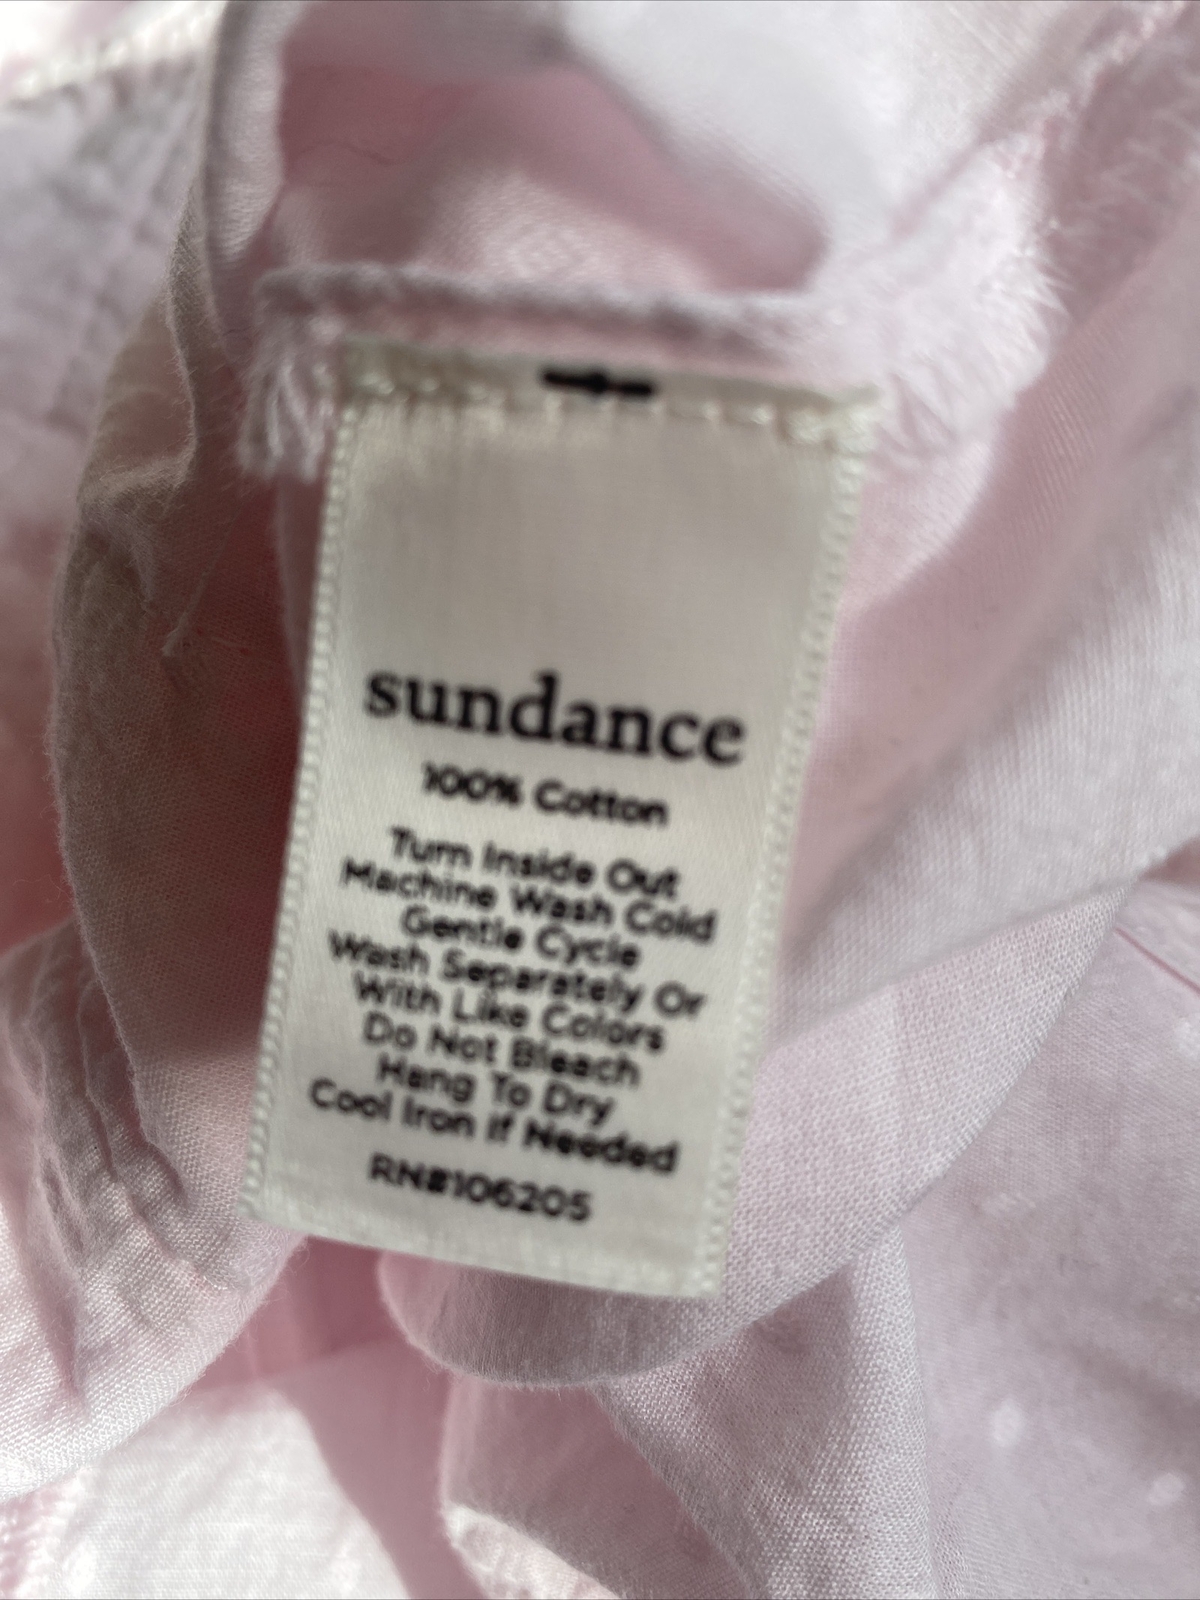 sundance
100% Cotton
Turn Inside Out
Machine Wash Cold
Gentle Cycle
Wash Separately Or
With Like Colors
Do Not Bleach
Hang To Dry
Cool Iron If Needed
RN#106205